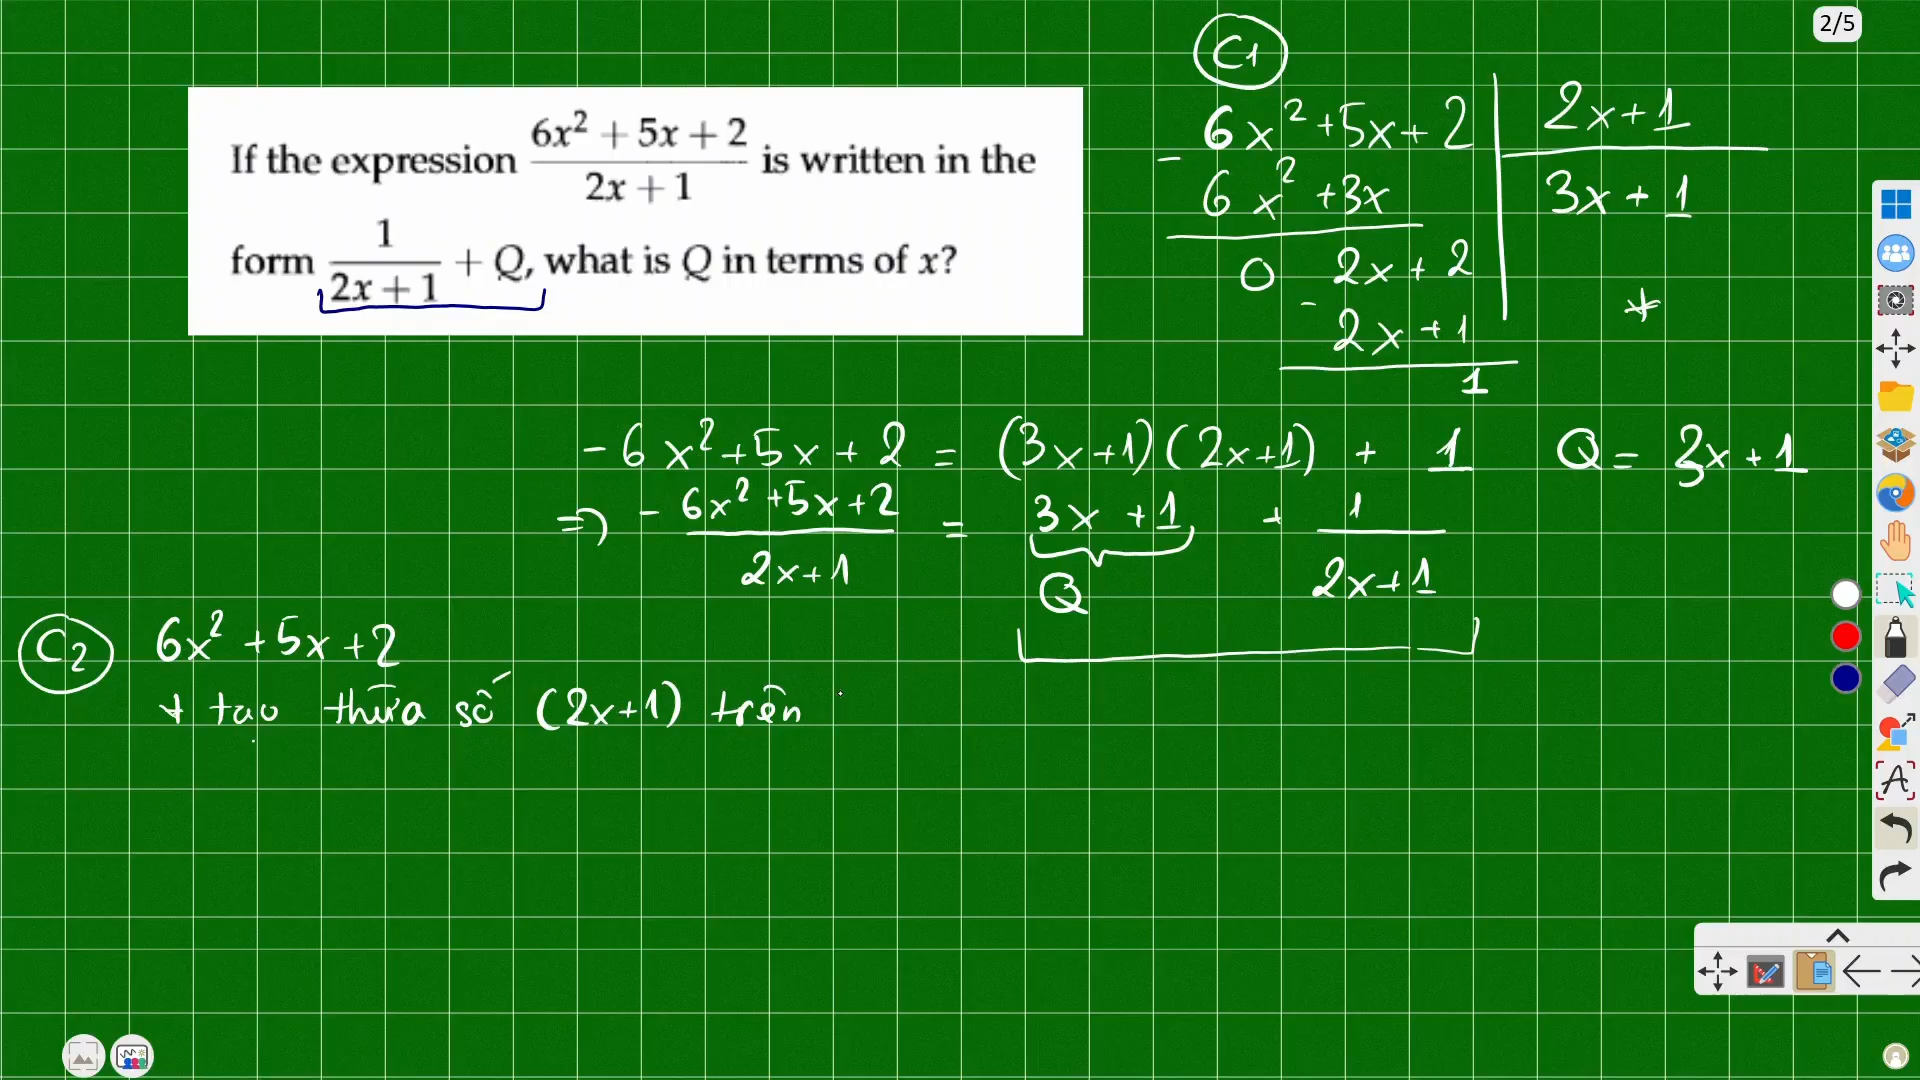 2/5
If the expression (6x² + 5x + 2)/(2x + 1) is written in the
form 1/(2x + 1) + Q, what is Q in terms of x?
C1
6x² + 5x + 2 | 2x + 1
- 6x² + 3x | 3x + 1
0 2x + 2
- 2x + 1 *
1
- 6x² + 5x + 2 = (3x+1)(2x+1) + 1 Q = 3x + 1
=> - (6x² + 5x + 2)/(2x+1) = 3x + 1 + 1/(2x+1)
Q
C2 6x² + 5x + 2
+ tạo thừa số (2x+1) trên